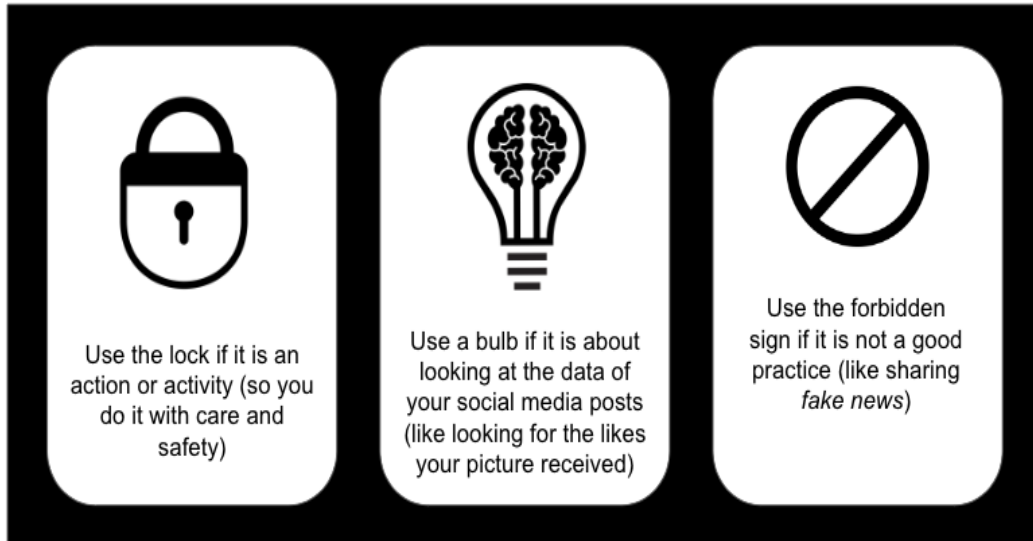 Use the lock if it is an
action or activity (so you
do it with care and
safety)
Use a bulb if it is about
looking at the data of
your social media posts
(like looking for the likes
your picture received)
Use the forbidden
sign if it is not a good
practice (like sharing
fake news)